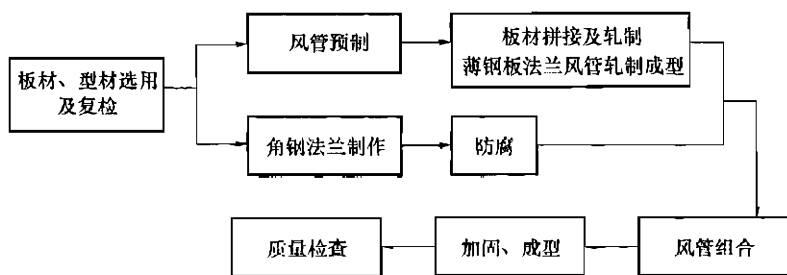 板材、型材选用
及复检
风管预制
板材拼接及轧制
薄钢板法兰风管轧制成型
角钢法兰制作
防腐
风管组合
加固、成型
质量检查